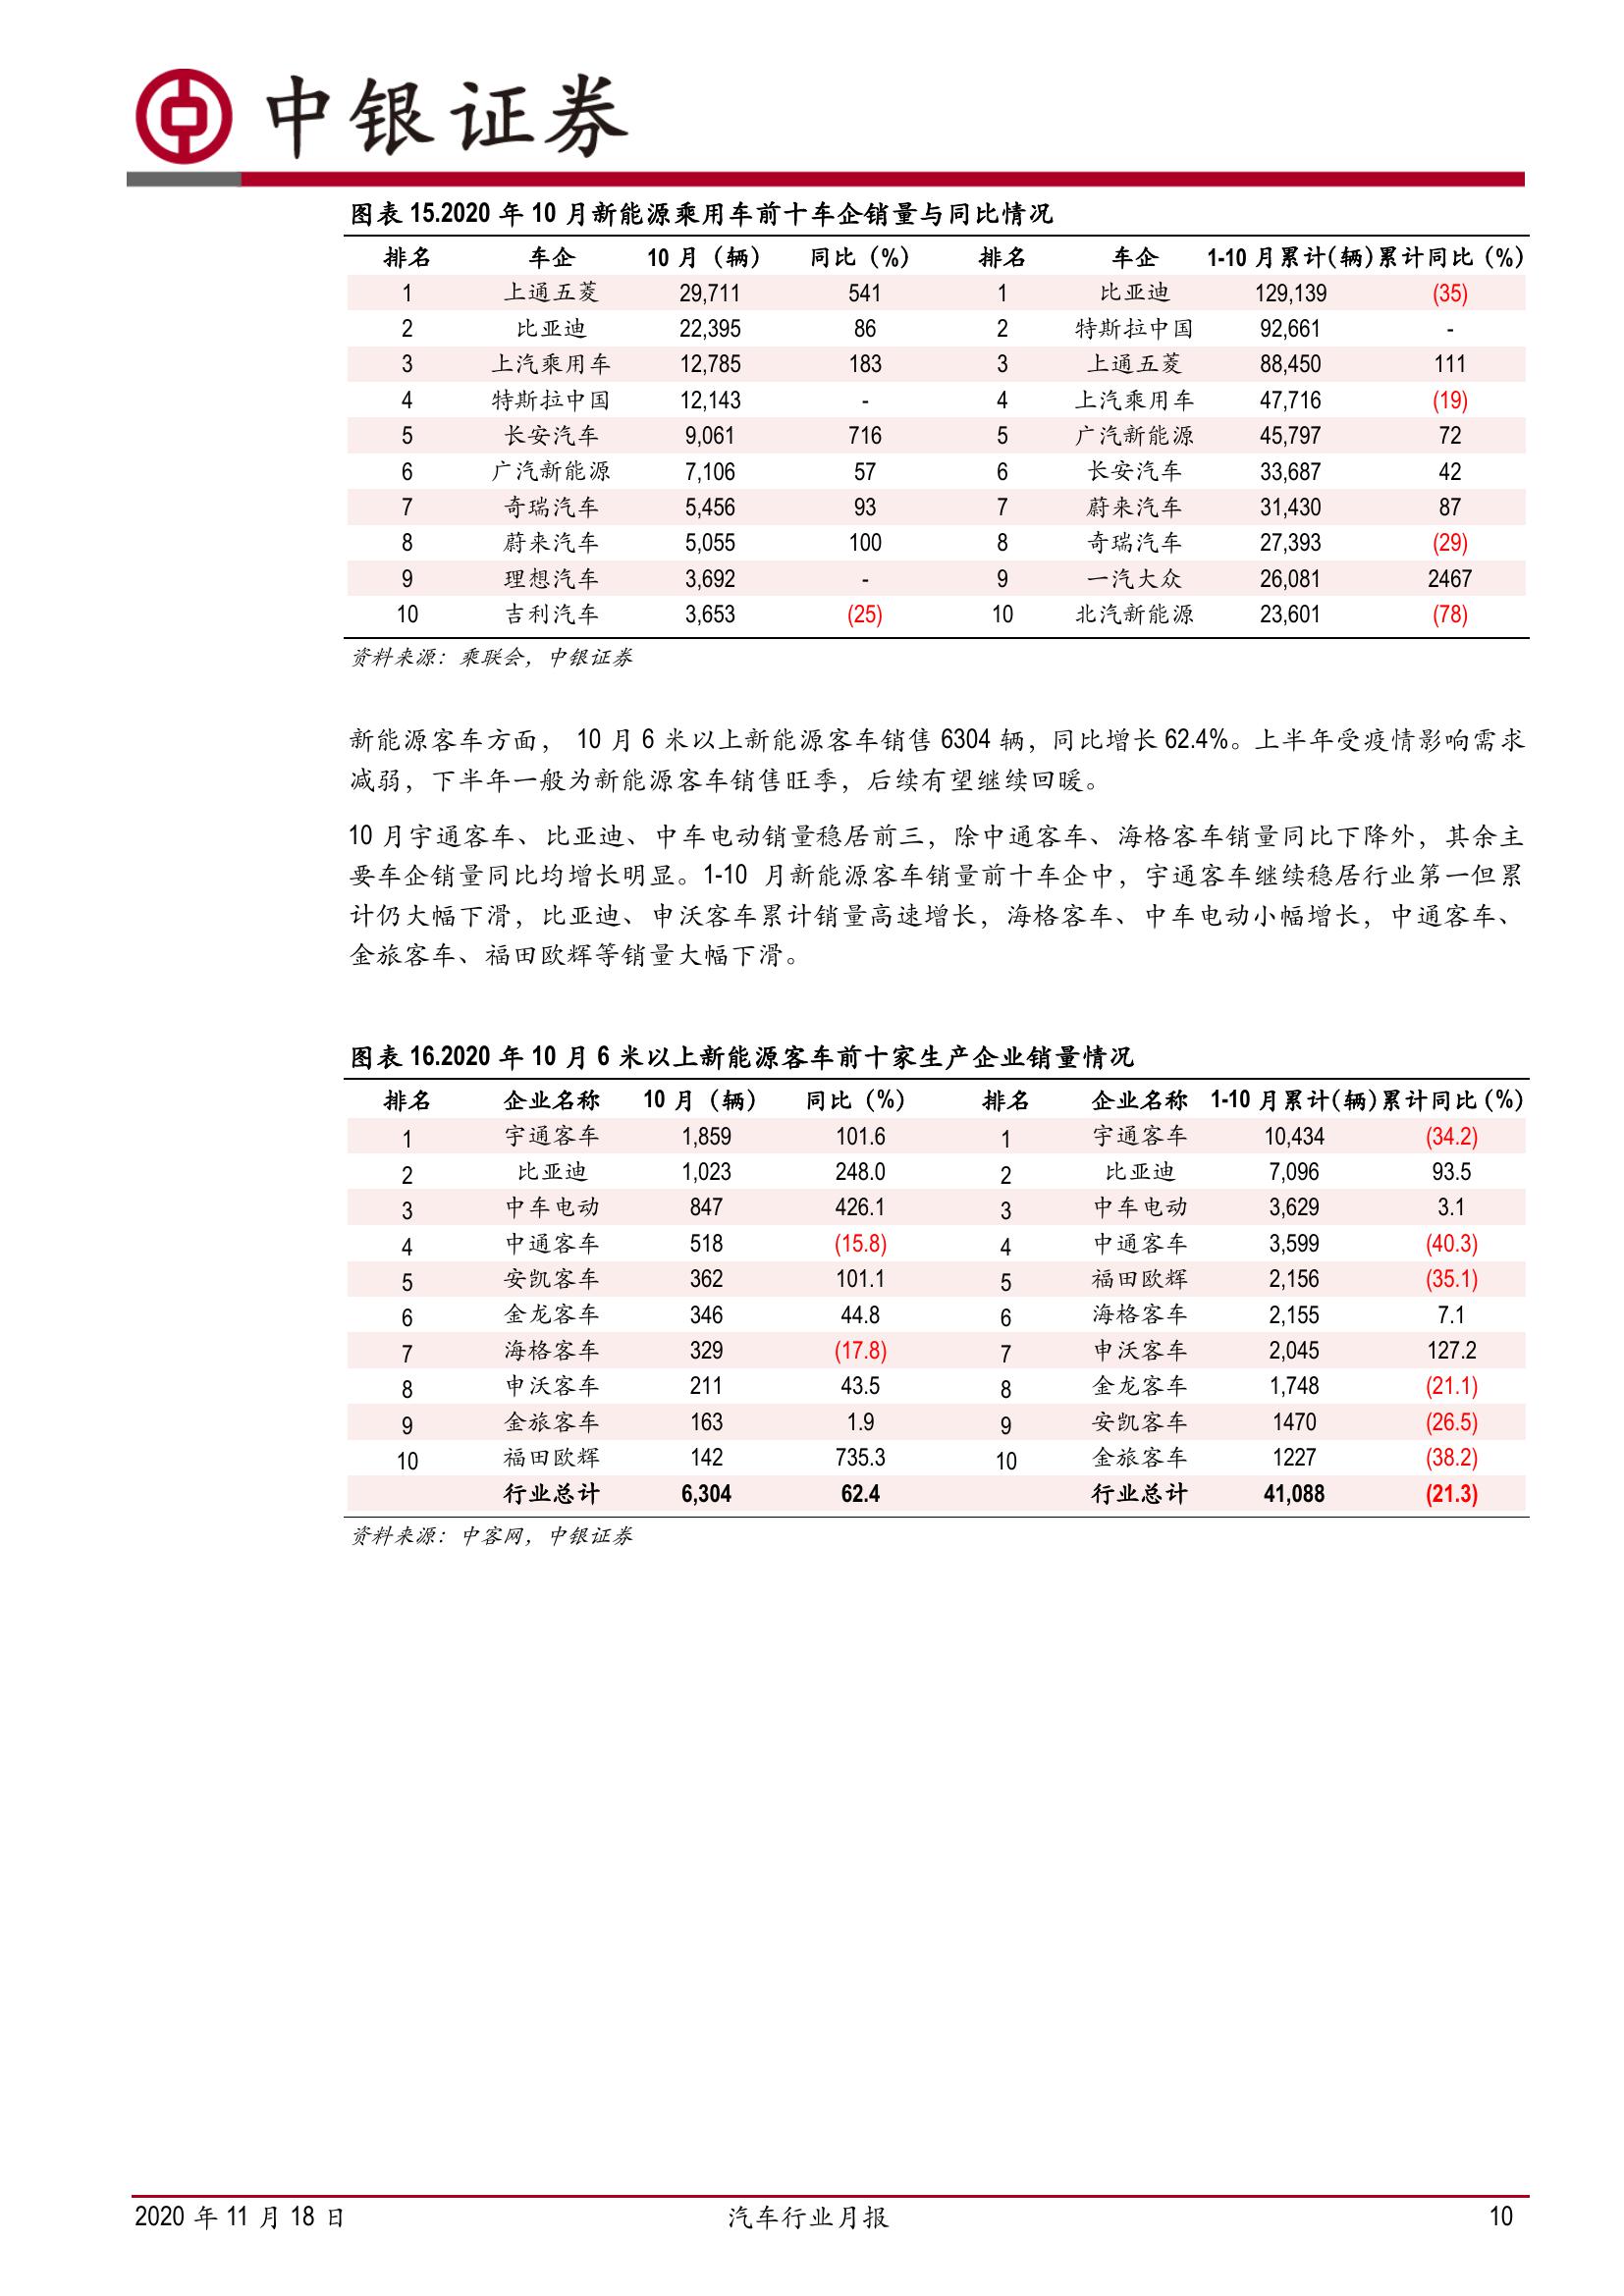 中银证券
图表 15.2020 年 10 月新能源乘用车前十车企销量与同比情况
排名 车企 10 月（辆） 同比（%） 排名 车企 1-10 月累计(辆) 累计同比（%）
1 上通五菱 29,711 541 1 比亚迪 129,139 (35)
2 比亚迪 22,395 86 2 特斯拉中国 92,661 -
3 上汽乘用车 12,785 183 3 上通五菱 88,450 111
4 特斯拉中国 12,143 - 4 上汽乘用车 47,716 (19)
5 长安汽车 9,061 716 5 广汽新能源 45,797 72
6 广汽新能源 7,106 57 6 长安汽车 33,687 42
7 奇瑞汽车 5,456 93 7 蔚来汽车 31,430 87
8 蔚来汽车 5,055 100 8 奇瑞汽车 27,393 (29)
9 理想汽车 3,692 - 9 一汽大众 26,081 2467
10 吉利汽车 3,653 (25) 10 北汽新能源 23,601 (78)
资料来源：乘联会，中银证券
新能源客车方面， 10 月 6 米以上新能源客车销售 6304 辆，同比增长 62.4%。上半年受疫情影响需求
减弱，下半年一般为新能源客车销售旺季，后续有望继续回暖。
10 月宇通客车、比亚迪、中车电动销量稳居前三，除中通客车、海格客车销量同比下降外，其余主
要车企销量同比均增长明显。1-10 月新能源客车销量前十车企中，宇通客车继续稳居行业第一但累
计仍大幅下滑，比亚迪、申沃客车累计销量高速增长，海格客车、中车电动小幅增长，中通客车、
金旅客车、福田欧辉等销量大幅下滑。
图表 16.2020 年 10 月 6 米以上新能源客车前十家生产企业销量情况
排名 企业名称 10 月（辆） 同比（%） 排名 企业名称 1-10 月累计(辆) 累计同比(%)
1 宇通客车 1,859 101.6 1 宇通客车 10,434 (34.2)
2 比亚迪 1,023 248.0 2 比亚迪 7,096 93.5
3 中车电动 847 426.1 3 中车电动 3,629 3.1
4 中通客车 518 (15.8) 4 中通客车 3,599 (40.3)
5 安凯客车 362 101.1 5 福田欧辉 2,156 (35.1)
6 金龙客车 346 44.8 6 海格客车 2,155 7.1
7 海格客车 329 (17.8) 7 申沃客车 2,045 127.2
8 申沃客车 211 43.5 8 金龙客车 1,748 (21.1)
9 金旅客车 163 1.9 9 安凯客车 1470 (26.5)
10 福田欧辉 142 735.3 10 金旅客车 1227 (38.2)
行业总计 6,304 62.4 行业总计 41,088 (21.3)
资料来源：中客网，中银证券
2020 年 11 月 18 日 汽车行业月报 10